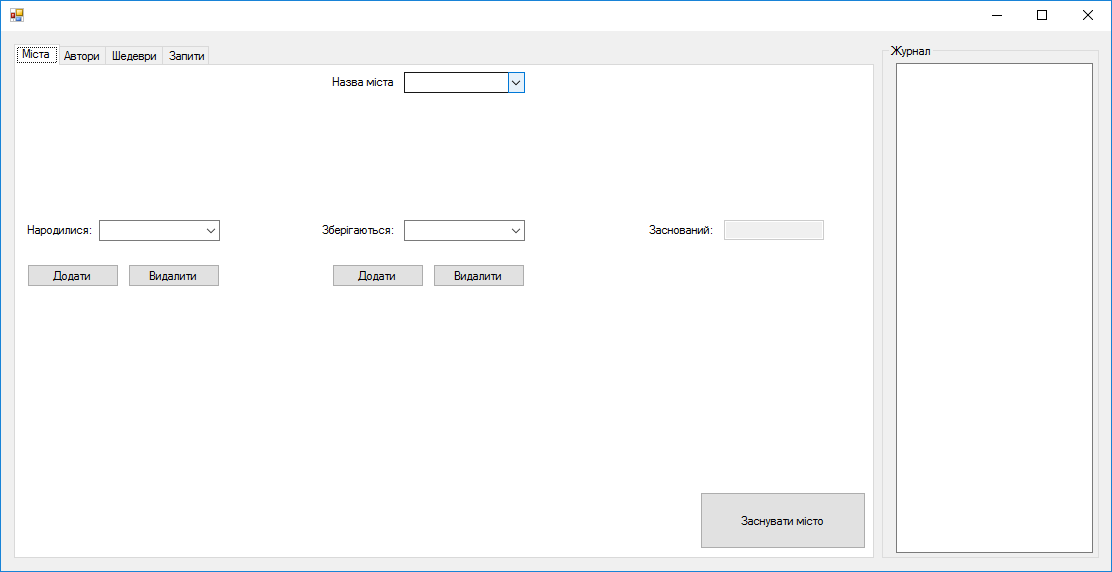 Міста Автори Шедеври Запити
Журнал
Назва міста
Народилися: Зберігаються: Заснований:
Додати Видалити Додати Видалити
Заснувати місто